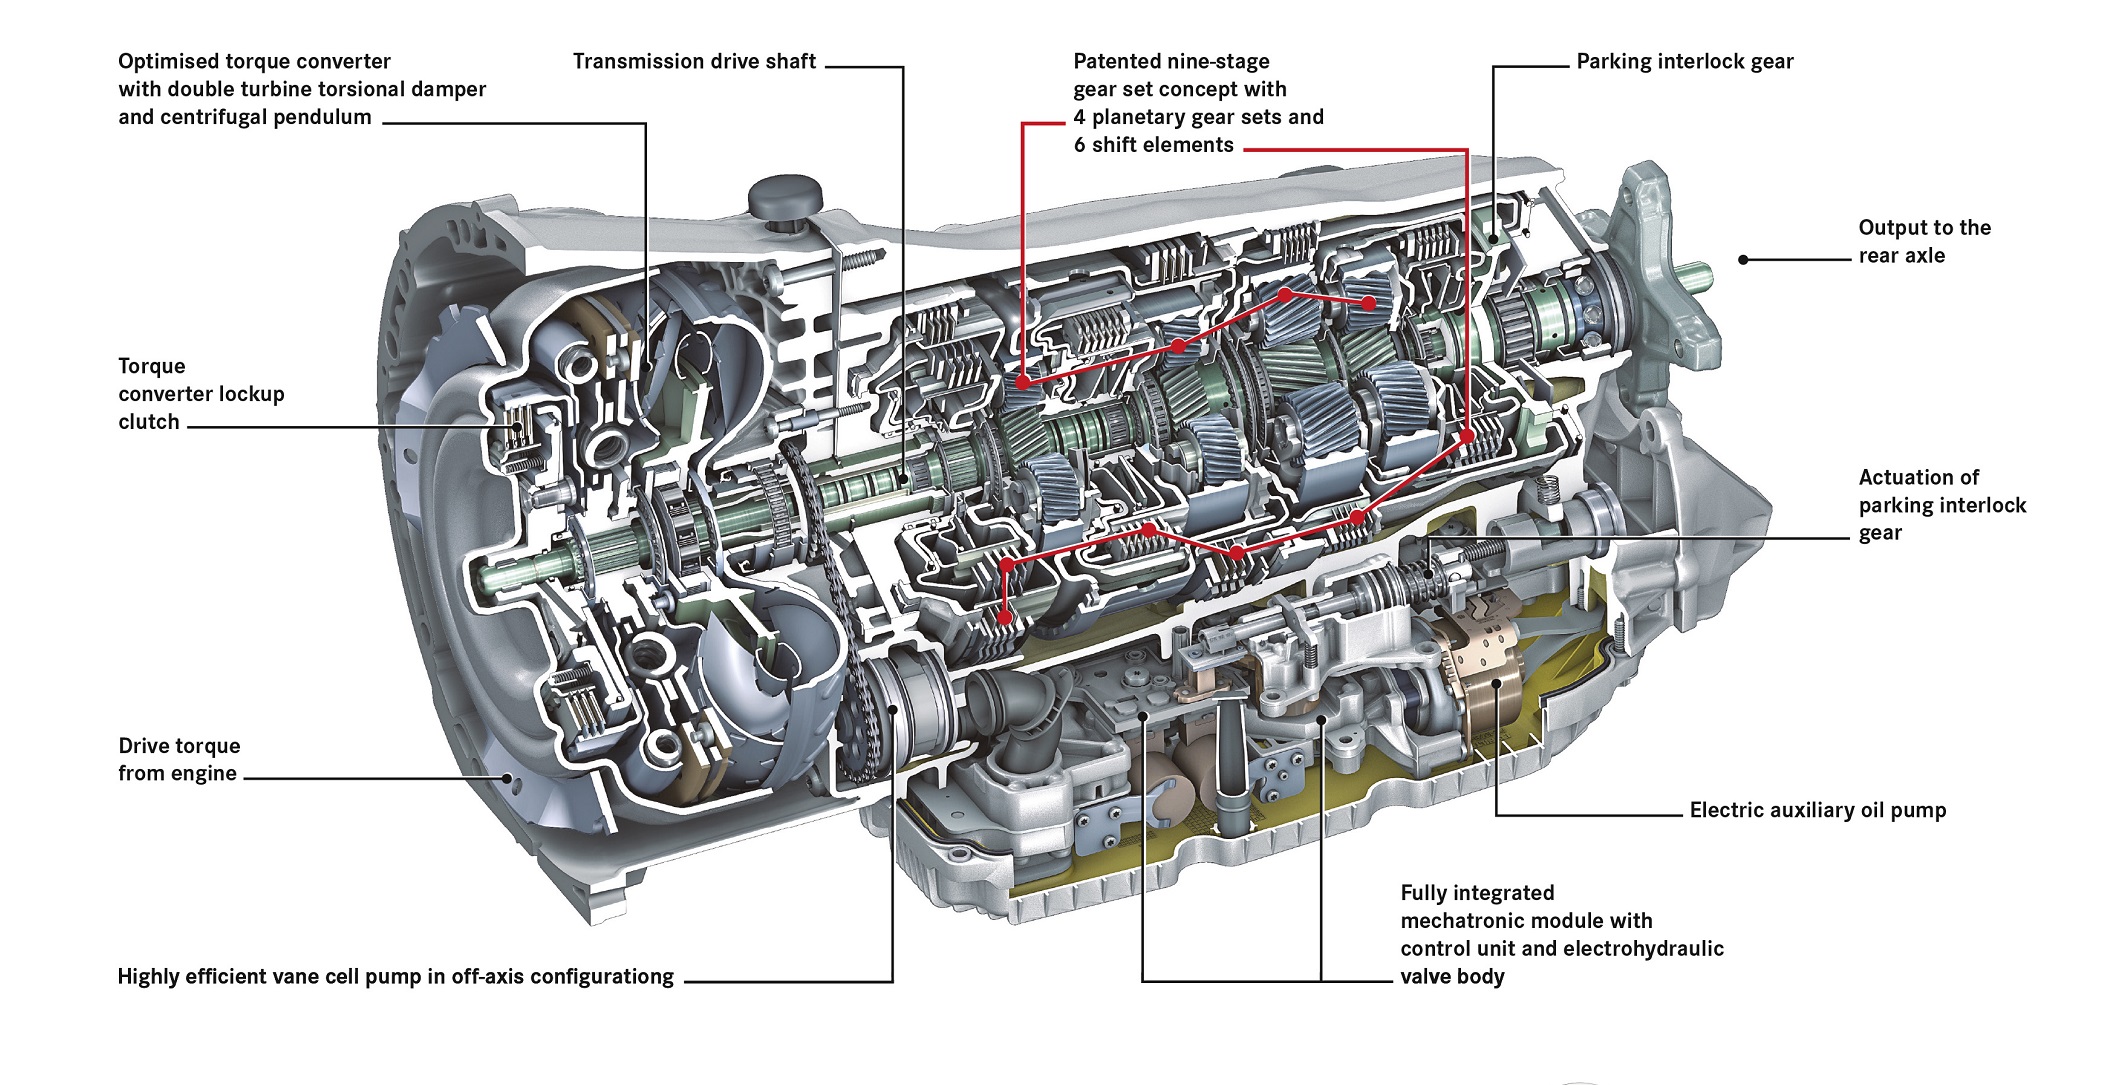 Optimised torque converter
with double turbine torsional damper
and centrifugal pendulum
Transmission drive shaft
Patented nine-stage
gear set concept with
4 planetary gear sets and
6 shift elements
Parking interlock gear
Output to the
rear axle
Torque
converter lockup
clutch
Actuation of
parking interlock
gear
Drive torque
from engine
Electric auxiliary oil pump
Fully integrated
mechatronic module with
control unit and electrohydraulic
valve body
Highly efficient vane cell pump in off-axis configurationg